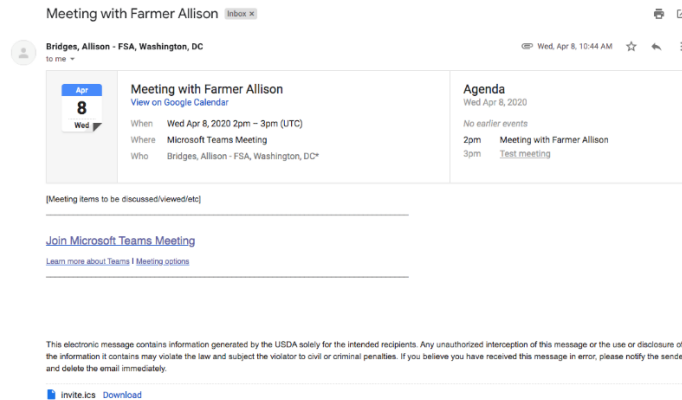 Meeting with Farmer Allison Inbox ×
Bridges, Allison - FSA, Washington, DC Wed, Apr 8, 10:44 AM
to me
Apr
8
Wed
Meeting with Farmer Allison
View on Google Calendar
When Wed Apr 8, 2020 2pm – 3pm (UTC)
Where Microsoft Teams Meeting
Who Bridges, Allison - FSA, Washington, DC*
Agenda
Wed Apr 8, 2020
No earlier events
2pm Meeting with Farmer Allison
3pm Test meeting
[Meeting items to be discussed/viewed/etc]
Join Microsoft Teams Meeting
Learn more about Teams | Meeting options
This electronic message contains information generated by the USDA solely for the intended recipients. Any unauthorized interception of this message or the use or disclosure of
the information it contains may violate the law and subject the violator to civil or criminal penalties. If you believe you have received this message in error, please notify the sende
and delete the email immediately.
invite.ics Download